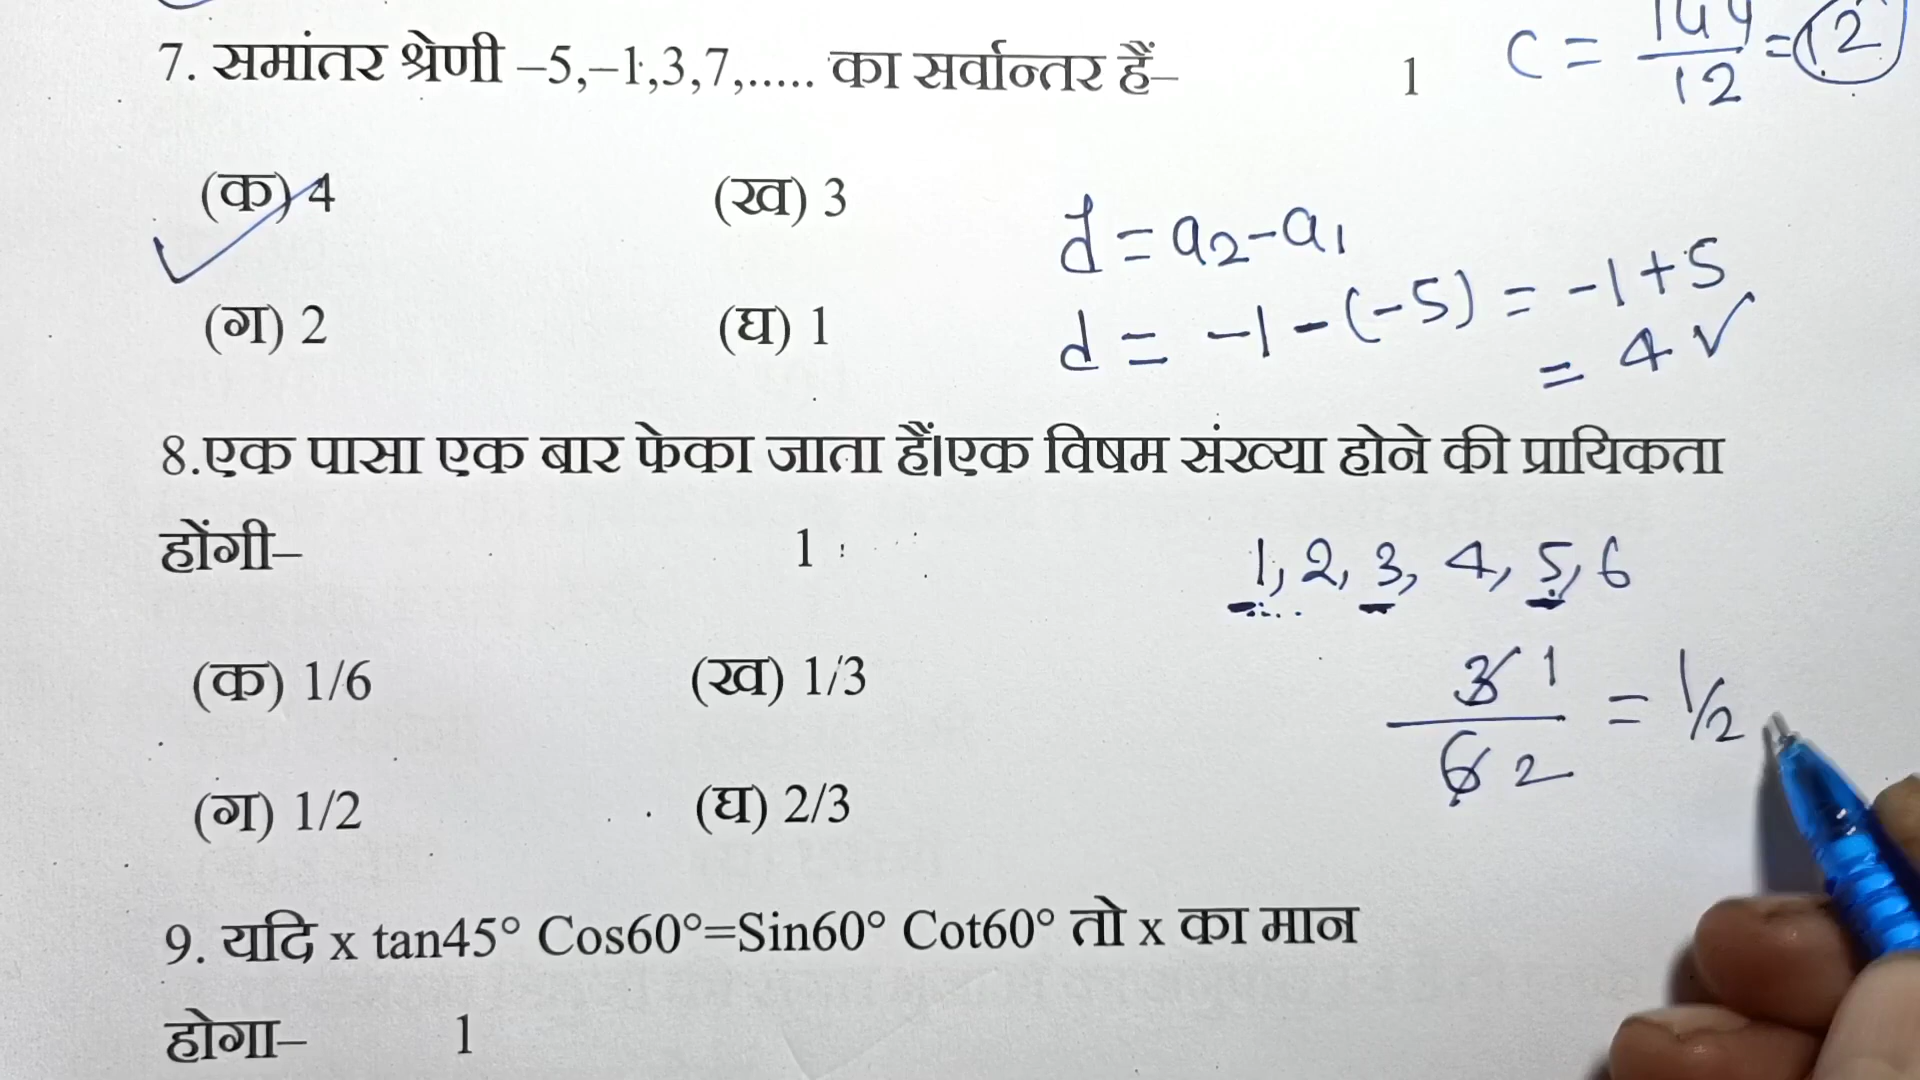 c = 144/12 = 12
7. समांतर श्रेणी –5,–1,3,7,..... का सर्वान्तर हैं– 1
(क) 4 (ख) 3
d = a2-a1
(ग) 2 (घ) 1
d = -1-(-5) = -1+5
= 4 ✓
8.एक पासा एक बार फेका जाता हैं।एक विषम संख्या होने की प्रायिकता
होंगी– 1
1, 2, 3, 4, 5, 6
(क) 1/6 (ख) 1/3
3 1
6 2
= 1/2
(ग) 1/2 (घ) 2/3
9. यदि x tan45° Cos60°=Sin60° Cot60° तो x का मान
होगा– 1